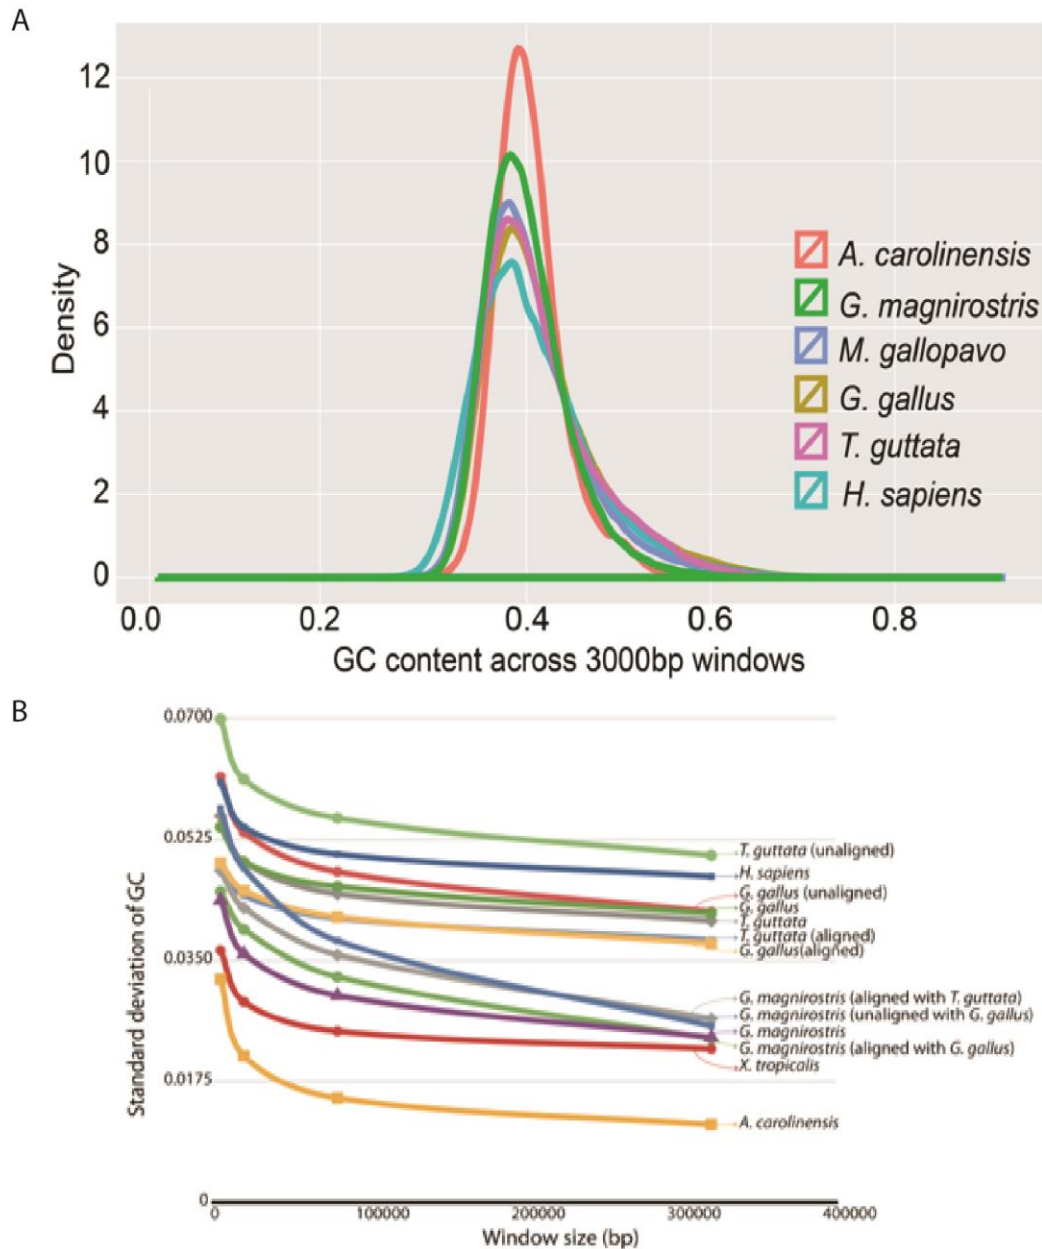 A
12
10
8
6
4
2
0
Density
A. carolinensis
G. magnirostris
M. gallopavo
G. gallus
T. guttata
H. sapiens
0.0 0.2 0.4 0.6 0.8
GC content across 3000bp windows
B
0.0700
0.0525
0.0350
0.0175
0
Standard deviation of GC
T. guttata (unaligned)
H. sapiens
G. gallus (unaligned)
G. gallus
T. guttata
T. guttata (aligned)
G. gallus(aligned)
G. magnirostris (aligned with T. guttata)
G. magnirostris (unaligned with G. gallus)
G. magnirostris
G. magnirostris (aligned with G. gallus)
X. tropicalis
A. carolinensis
0 100000 200000 300000 400000
Window size (bp)